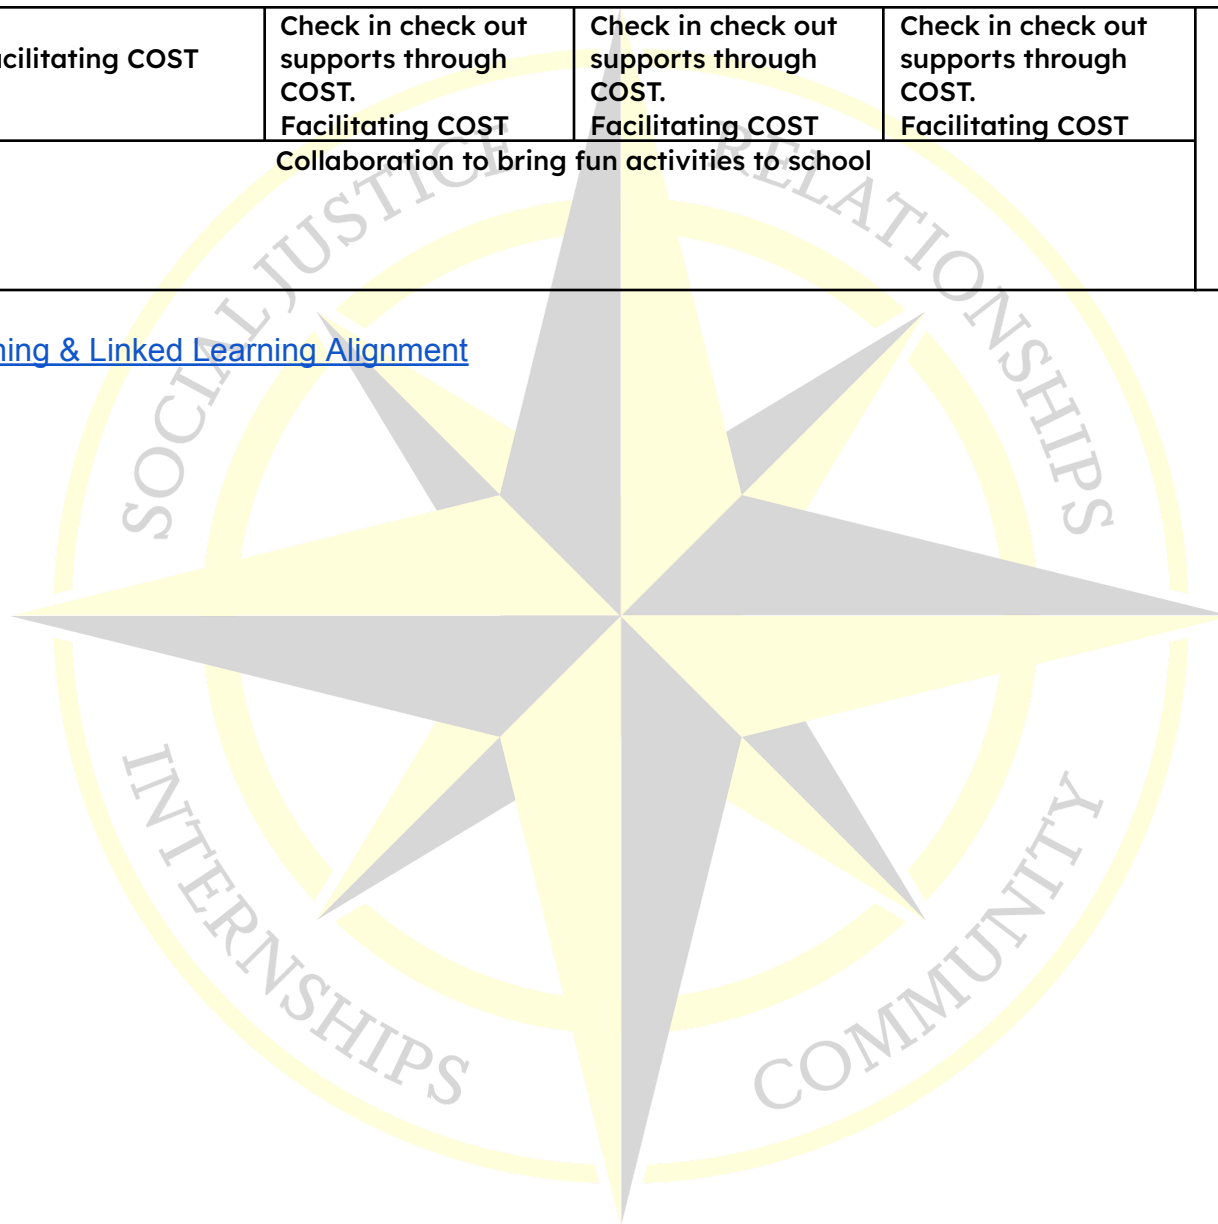 Check in check out Check in check out Check in check out
cilitating COST supports through supports through supports through
COST. COST. COST.
Facilitating COST Facilitating COST Facilitating COST
Collaboration to bring fun activities to school
ning & Linked Learning Alignment
SOCIAL JUSTICE
RELATIONSHIPS
INTERNSHIPS
COMMUNITY